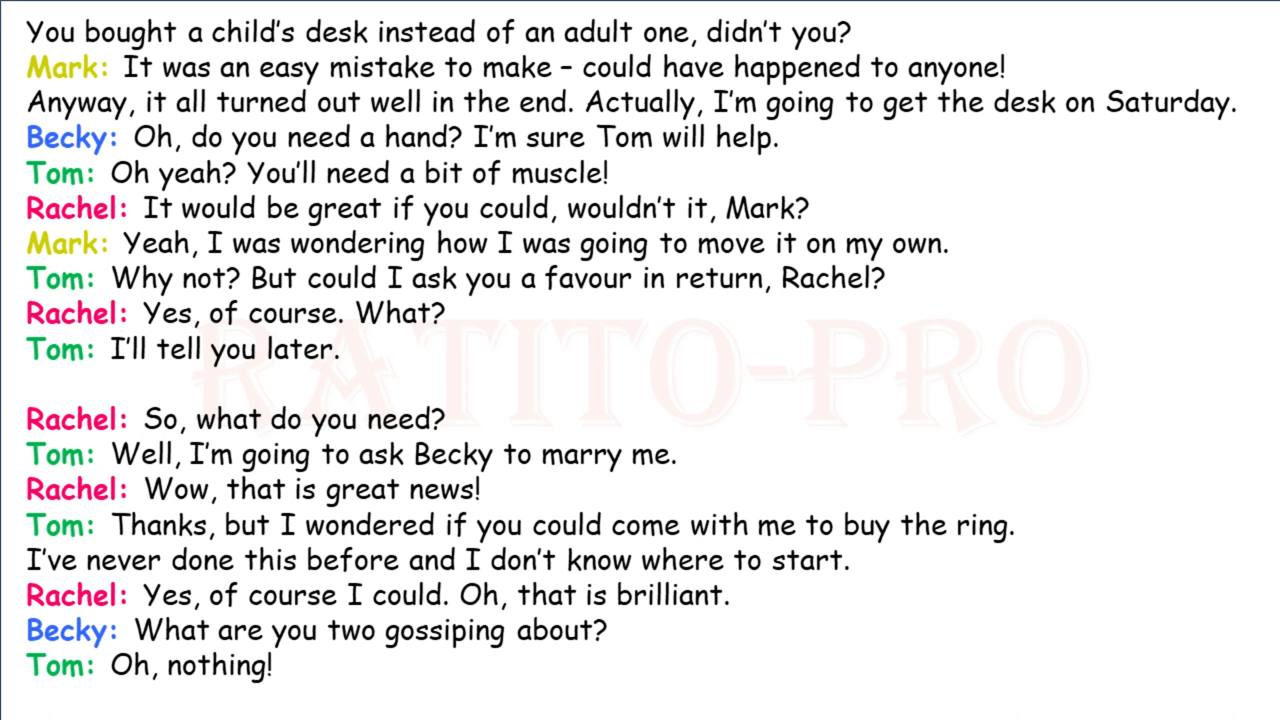 You bought a child's desk instead of an adult one, didn't you?
Mark: It was an easy mistake to make – could have happened to anyone!
Anyway, it all turned out well in the end. Actually, I'm going to get the desk on Saturday.
Becky: Oh, do you need a hand? I'm sure Tom will help.
Tom: Oh yeah? You'll need a bit of muscle!
Rachel: It would be great if you could, wouldn't it, Mark?
Mark: Yeah, I was wondering how I was going to move it on my own.
Tom: Why not? But could I ask you a favour in return, Rachel?
Rachel: Yes, of course. What?
Tom: I'll tell you later.
RATITO-PRO
Rachel: So, what do you need?
Tom: Well, I'm going to ask Becky to marry me.
Rachel: Wow, that is great news!
Tom: Thanks, but I wondered if you could come with me to buy the ring.
I've never done this before and I don't know where to start.
Rachel: Yes, of course I could. Oh, that is brilliant.
Becky: What are you two gossiping about?
Tom: Oh, nothing!